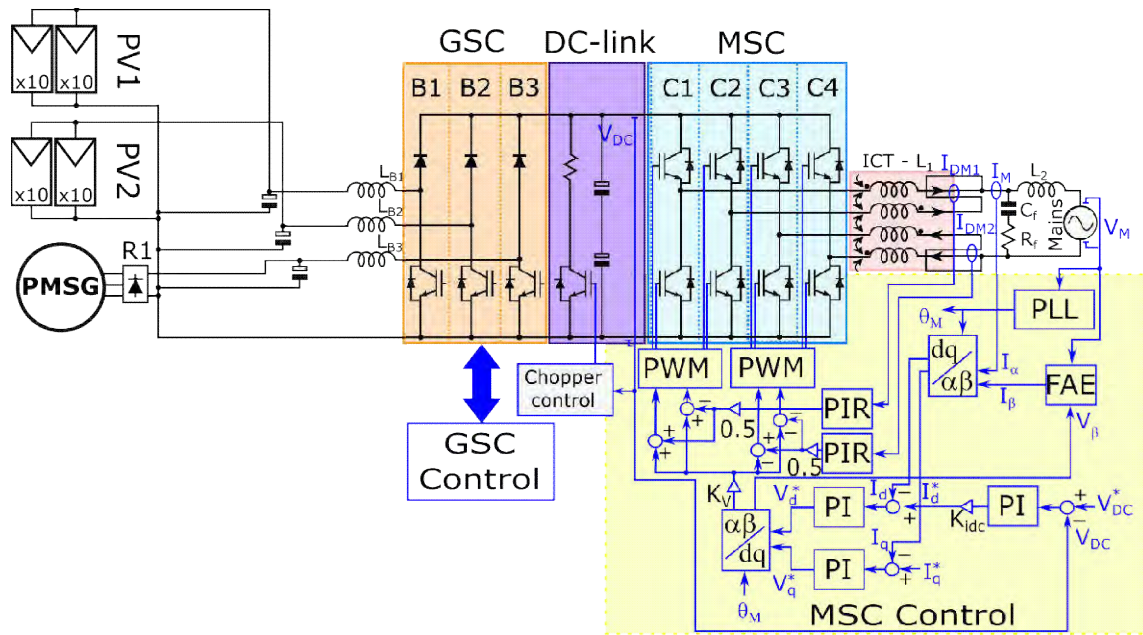 PV1
x10
x10
PV2
x10
x10
PMSG
R1
L_B1
L_B2
L_B3
GSC
DC-link
MSC
B1
B2
B3
C1
C2
C3
C4
V_DC
ICT - L_1
I_DM1
I_M
L_2
I_DM2
C_f
R_f
Mains
V_M
PLL
θ_M
dq
αβ
I_α
I_β
FAE
V_β
Chopper
control
PWM
PWM
GSC
Control
+
+
−
+
+
−
−
−
0.5
0.5
PIR
PIR
K_V
αβ
dq
θ_M
V_d^*
V_q^*
PI
PI
I_d
−
+
I_d^*
I_q
−
+
I_q^*
K_idc
PI
+
−
V_DC^*
V_DC
MSC Control